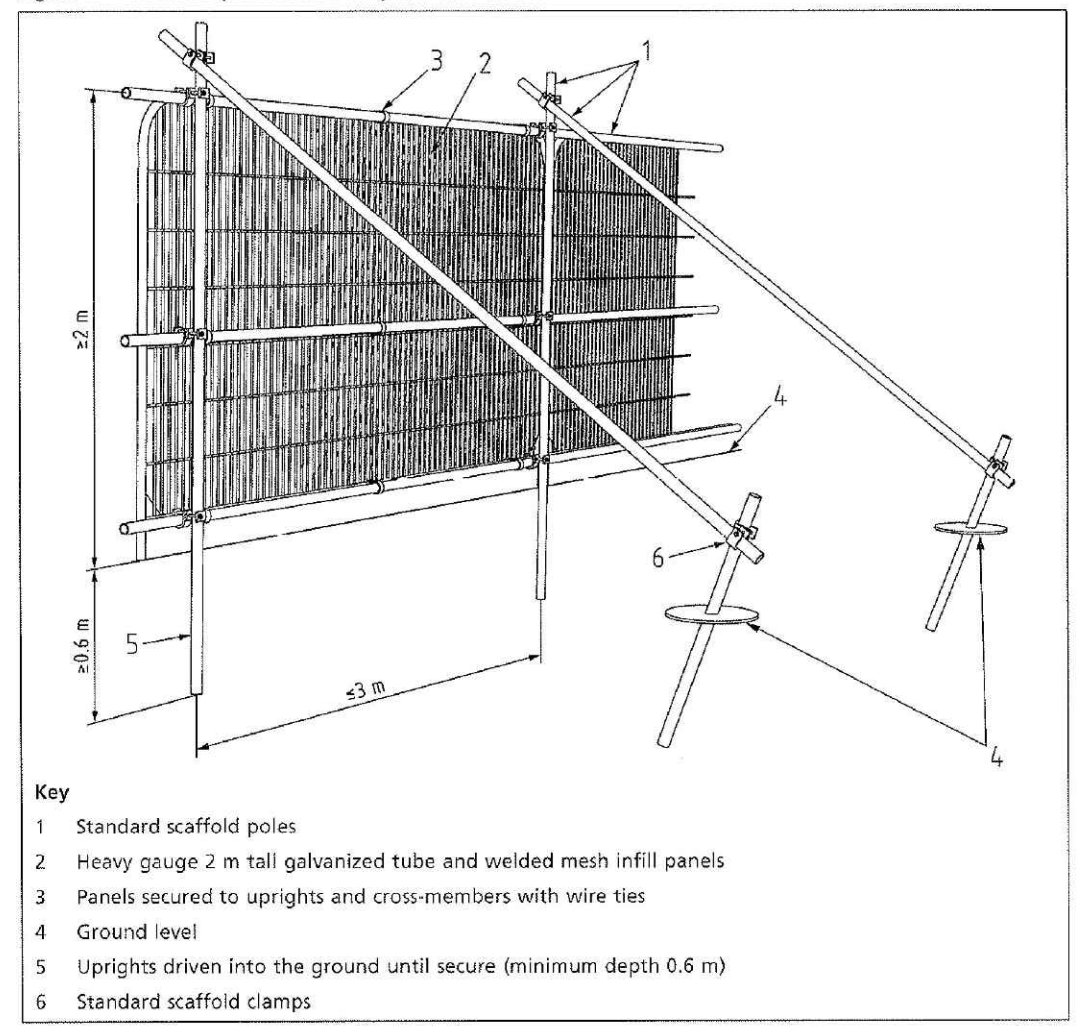 3
2
1
≥2 m
4
6
5
≥0.6 m
≤3 m
4
Key
1 Standard scaffold poles
2 Heavy gauge 2 m tall galvanized tube and welded mesh infill panels
3 Panels secured to uprights and cross-members with wire ties
4 Ground level
5 Uprights driven into the ground until secure (minimum depth 0.6 m)
6 Standard scaffold clamps